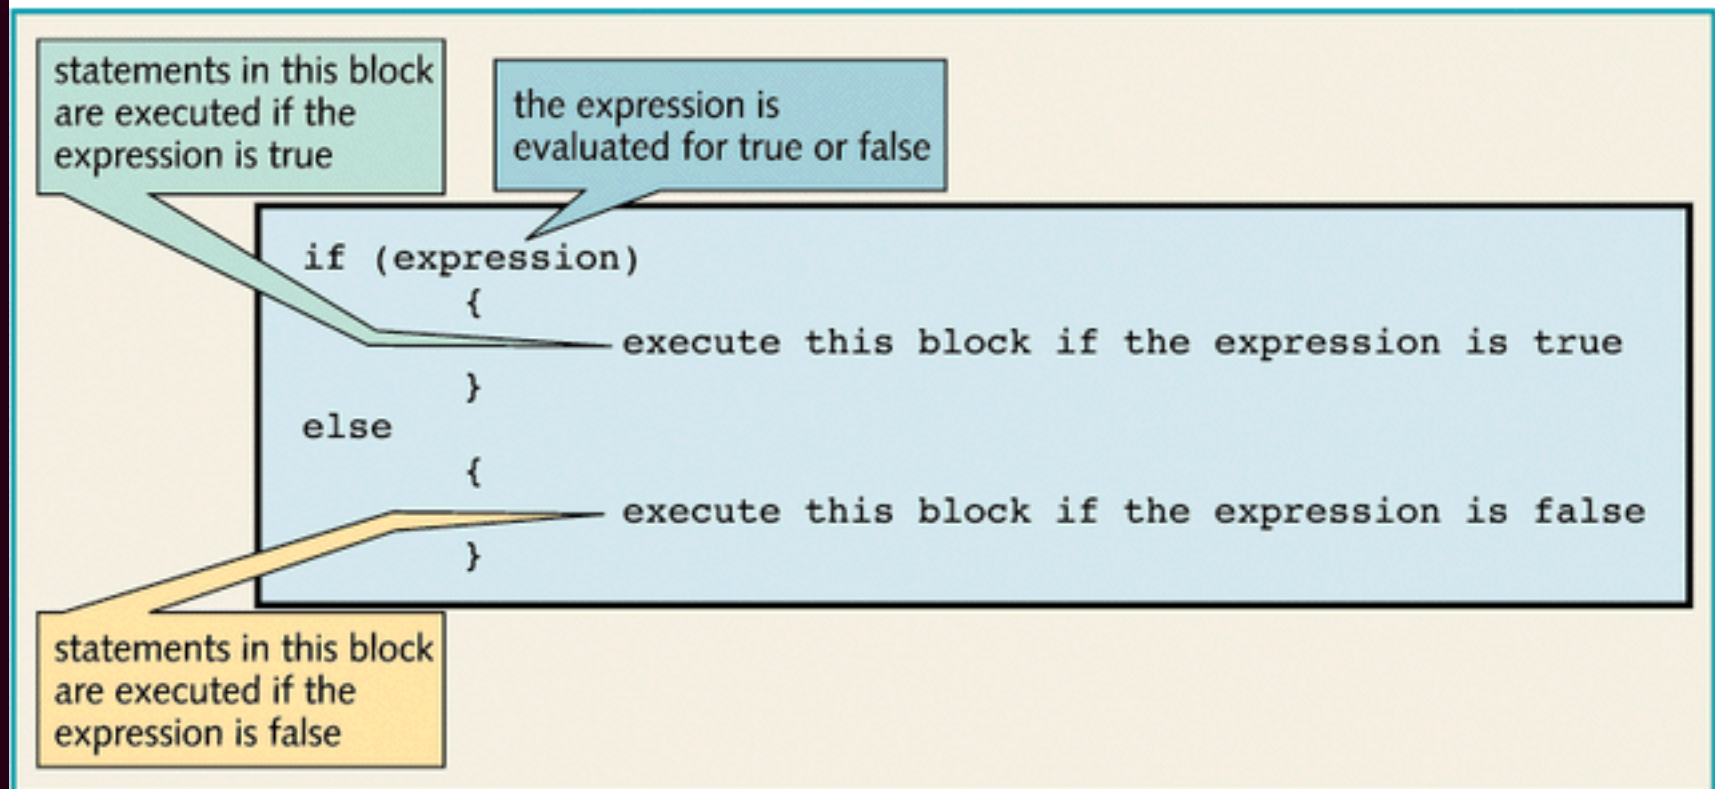 statements in this block
are executed if the
expression is true
the expression is
evaluated for true or false
if (expression)
{
execute this block if the expression is true
}
else
{
execute this block if the expression is false
}
statements in this block
are executed if the
expression is false